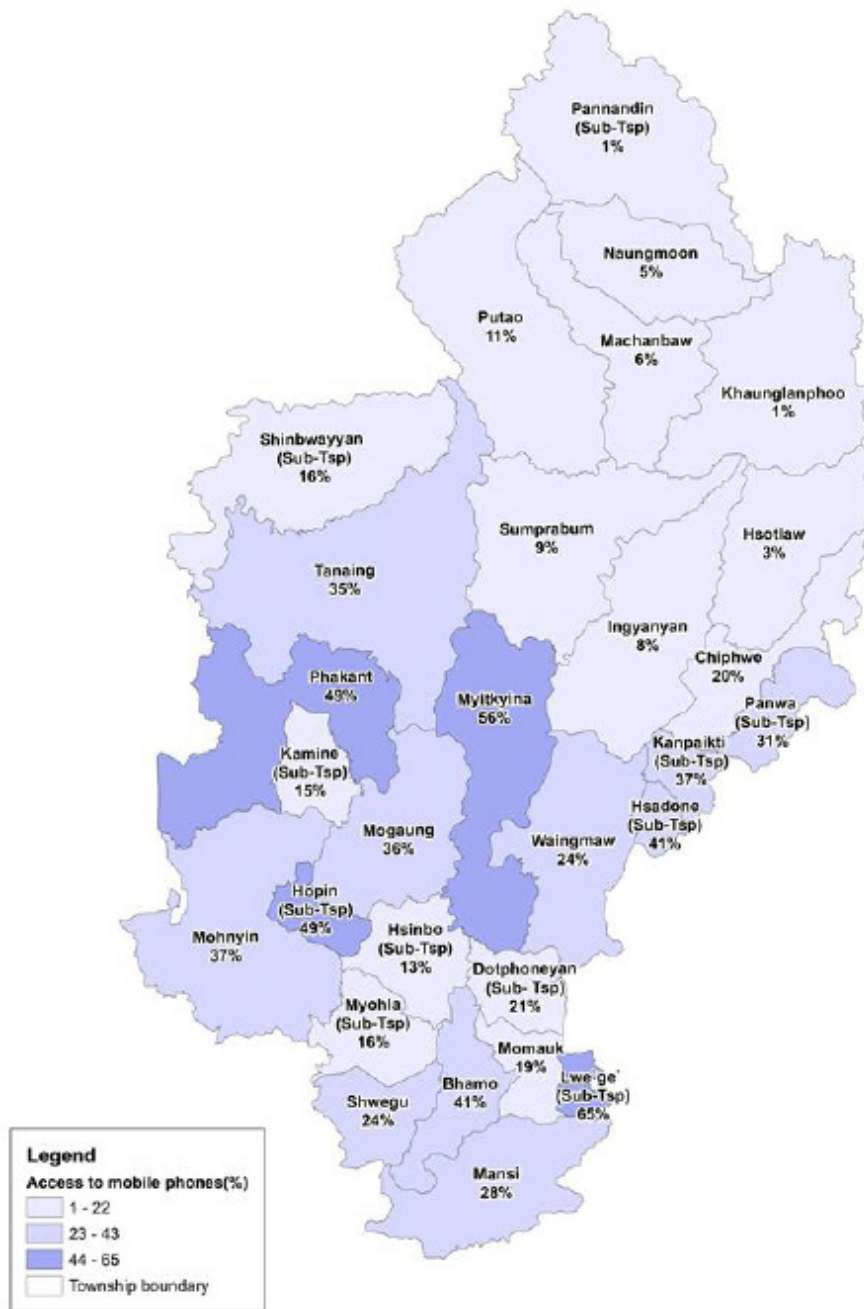 Pannandin
(Sub-Tsp)
1%
Naungmoon
5%
Putao
11%
Machanbaw
6%
Khaunglanphoo
1%
Shinbwayyan
(Sub-Tsp)
16%
Sumprabum
9%
Hsotlaw
3%
Tanaing
35%
Ingyanyan
8%
Chiphwe
20%
Phakant
49%
Myitkyina
56%
Panwa
(Sub-Tsp)
31%
Kanpaikti
(Sub-Tsp)
37%
Kamine
(Sub-Tsp)
15%
Hsadone
(Sub-Tsp)
41%
Mogaung
36%
Waingmaw
24%
Hopin
(Sub-Tsp)
49%
Mohnyin
37%
Hsinbo
(Sub-Tsp)
13%
Dotphoneyan
(Sub- Tsp)
21%
Myohla
(Sub-Tsp)
16%
Momauk
19%
Lwe-ge`
(Sub-Tsp)
65%
Bhamo
41%
Shwegu
24%
Mansi
28%
Legend
Access to mobile phones(%)
1 - 22
23 - 43
44 - 65
Township boundary